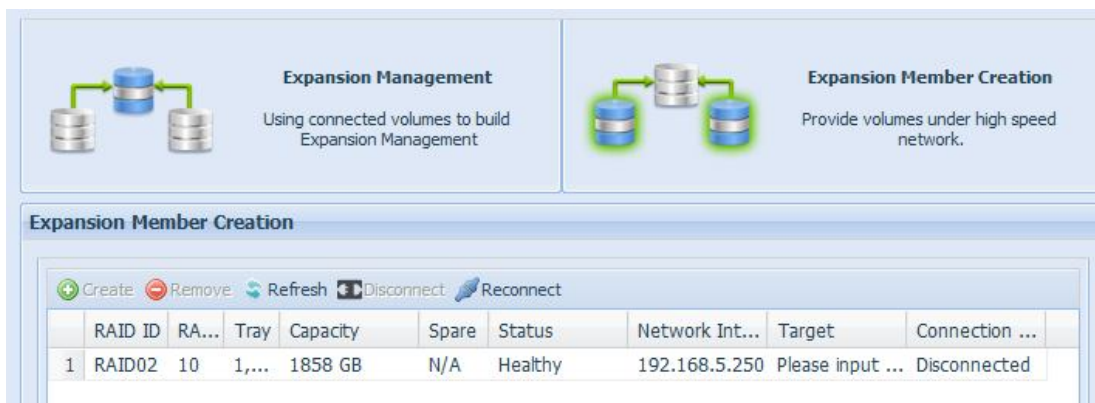 Expansion Management
Using connected volumes to build
Expansion Management
Expansion Member Creation
Provide volumes under high speed
network.
Expansion Member Creation
Create Remove Refresh Disconnect Reconnect
RAID ID RA... Tray Capacity Spare Status Network Int... Target Connection ...
1 RAID02 10 1,... 1858 GB N/A Healthy 192.168.5.250 Please input ... Disconnected